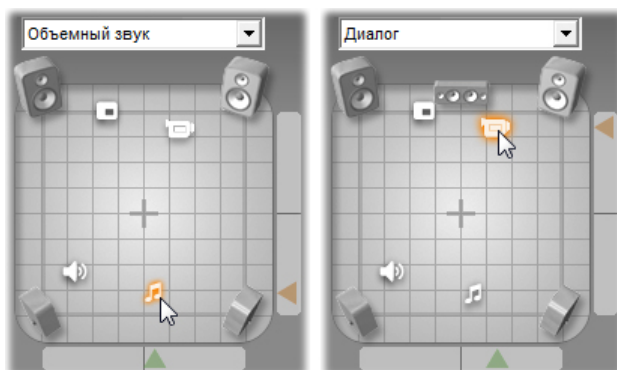 Объемный звук
Диалог